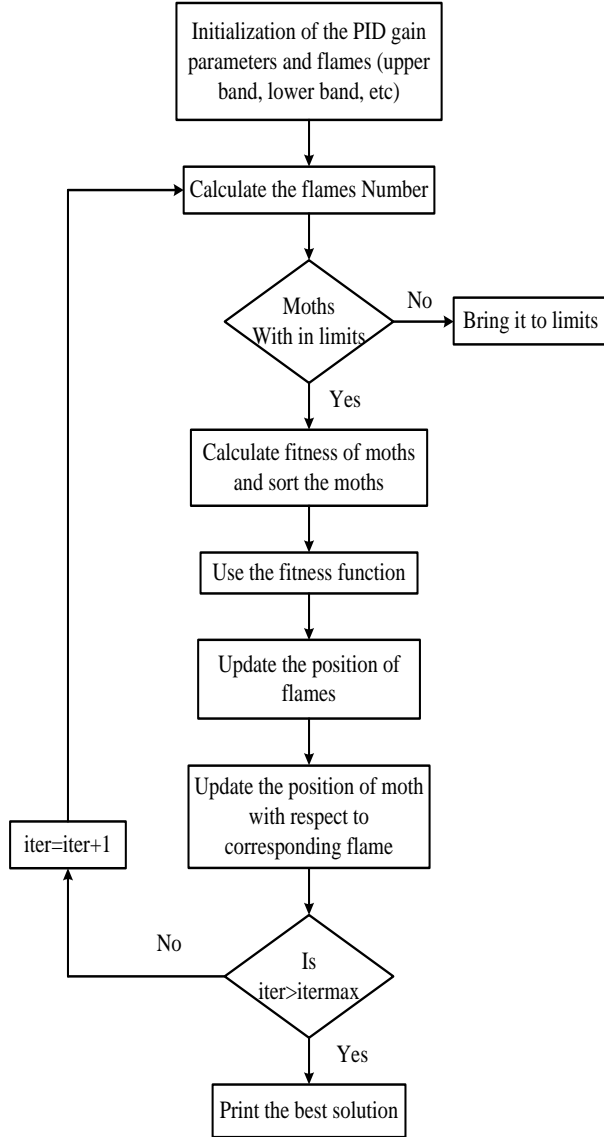 Initialization of the PID gain
parameters and flames (upper
band, lower band, etc)
Calculate the flames Number
Moths
With in limits
No
Bring it to limits
Yes
Calculate fitness of moths
and sort the moths
Use the fitness function
Update the position of
flames
Update the position of moth
with respect to
corresponding flame
iter=iter+1
No
Is
iter>itermax
Yes
Print the best solution